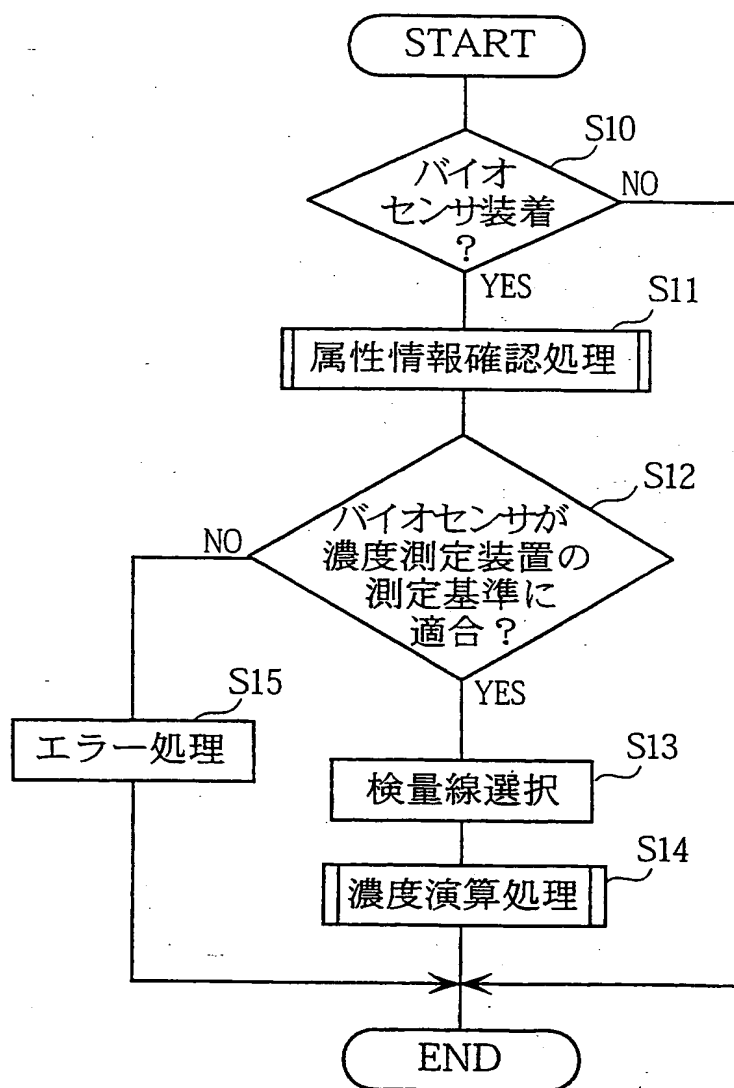 START
S10
バイオ
センサ装着
?
NO
YES
S11
属性情報確認処理
S12
バイオセンサが
濃度測定装置の
測定基準に
適合?
NO
YES
S15
エラー処理
S13
検量線選択
S14
濃度演算処理
END